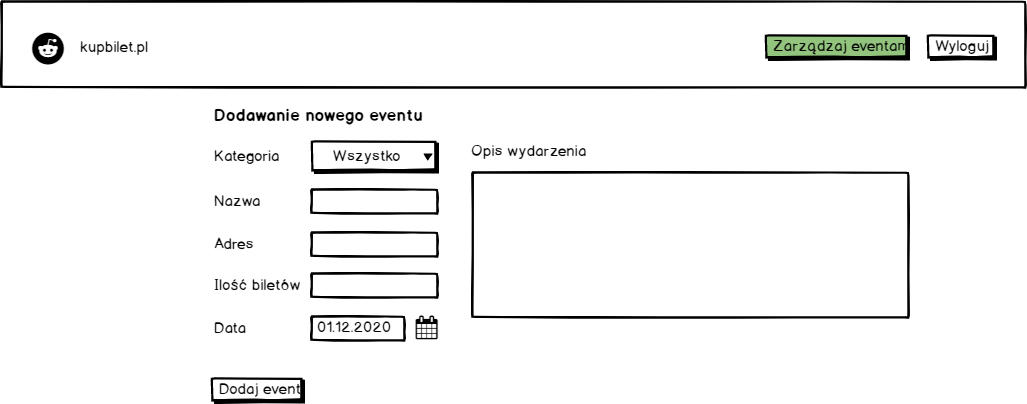 kupbilet.pl
Zarządzaj eventam
Wyloguj
Dodawanie nowego eventu
Kategoria
Wszystko
Opis wydarzenia
Nazwa
Adres
Ilość biletów
Data
01.12.2020
Dodaj event